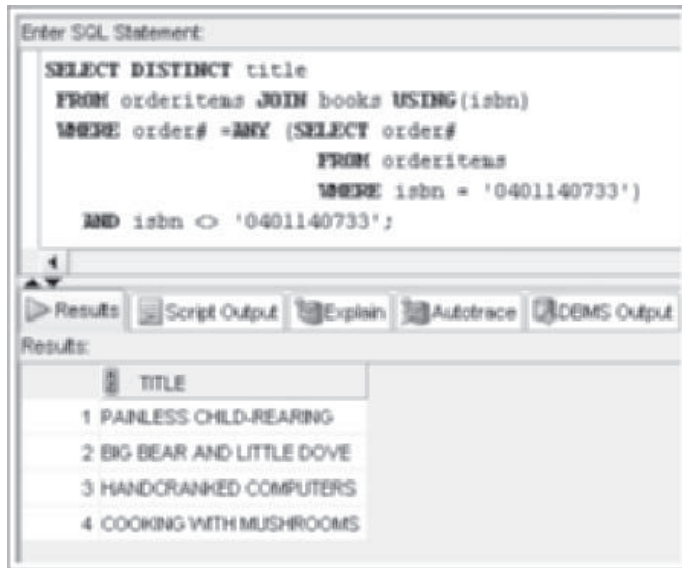 Enter SQL Statement:
SELECT DISTINCT title
FROM orderitems JOIN books USING(isbn)
WHERE order# =ANY (SELECT order#
FROM orderitems
WHERE isbn = '0401140733')
AND isbn <> '0401140733';
Results Script Output Explain Autotrace DBMS Output
Results:
TITLE
1 PAINLESS CHILD-REARING
2 BIG BEAR AND LITTLE DOVE
3 HANDCRANKED COMPUTERS
4 COOKING WITH MUSHROOMS